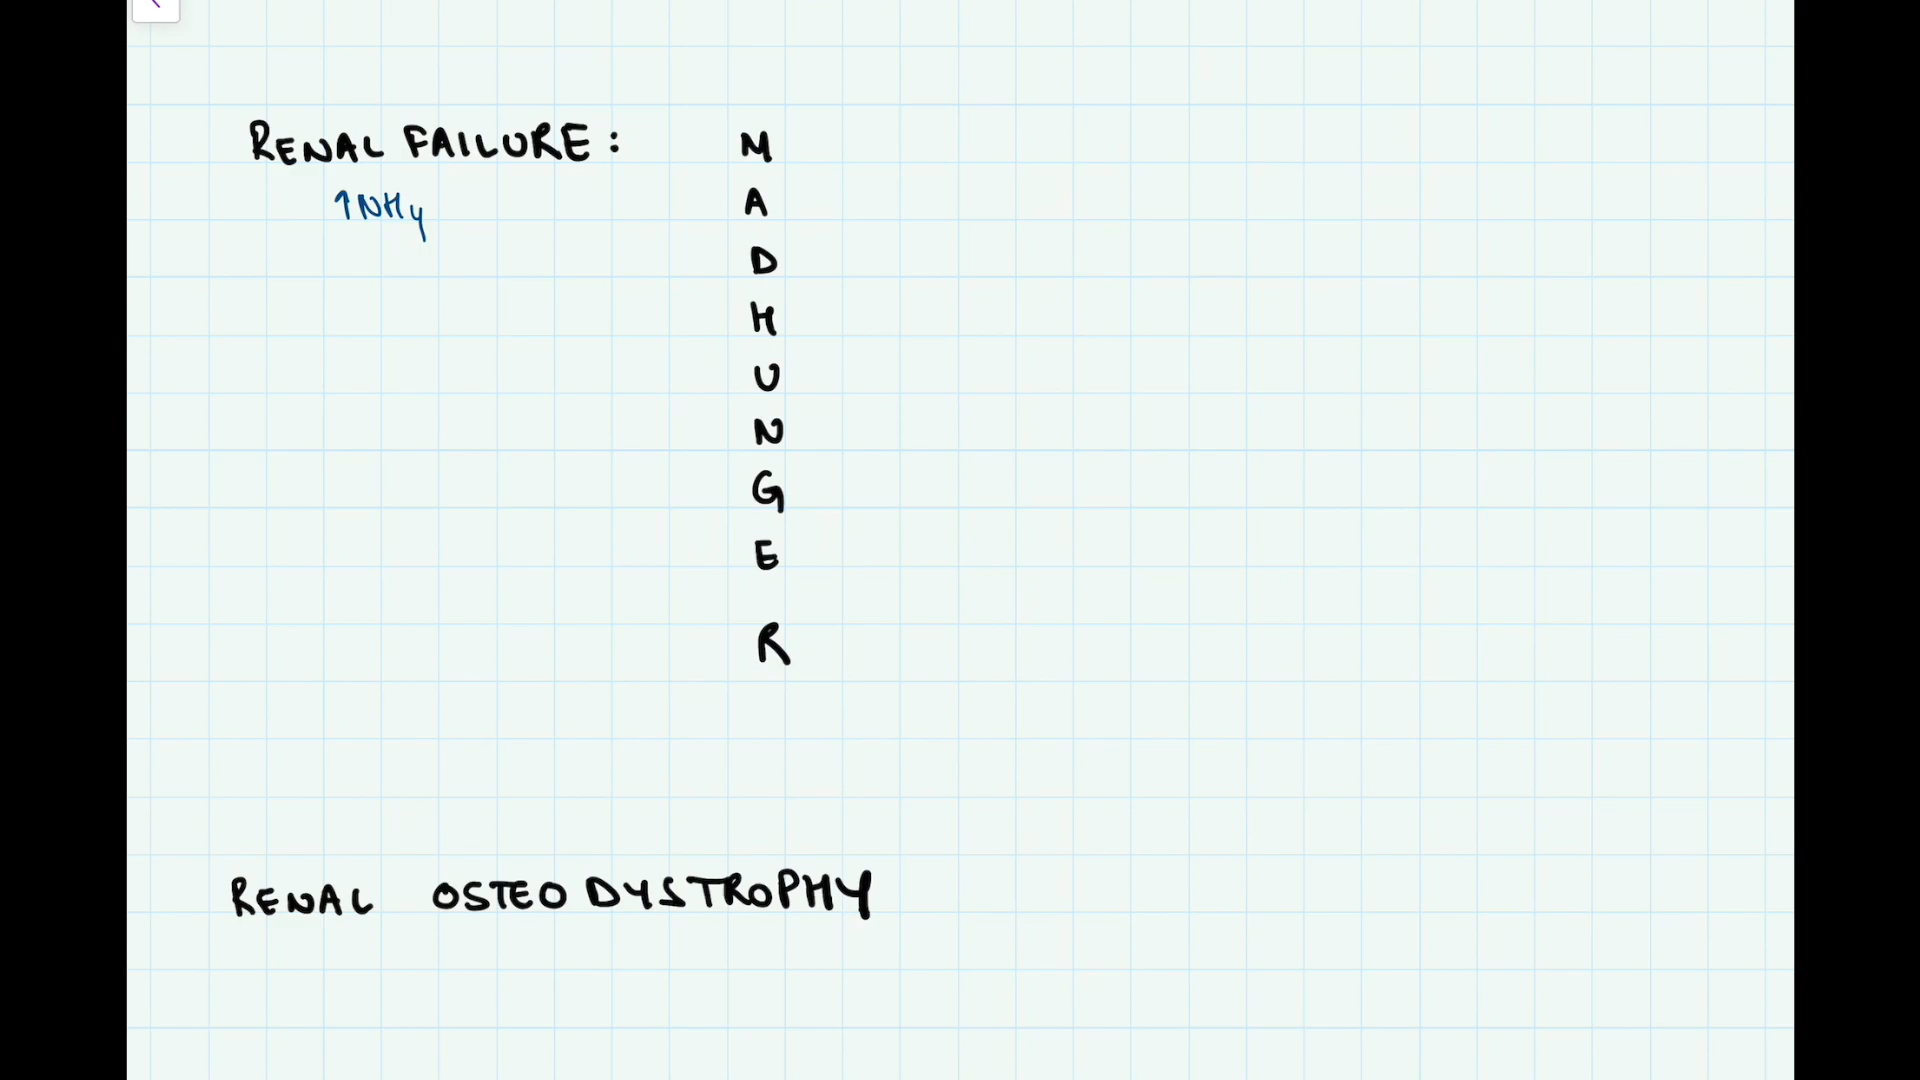 RENAL FAILURE: M
↑NH4 A
D
H
U
N
G
E
R
RENAL OSTEODYSTROPHY